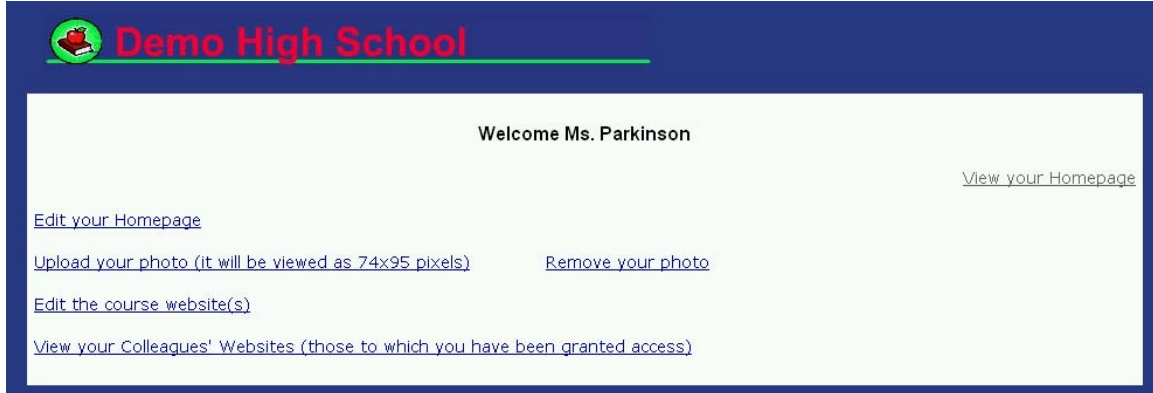 Demo High School
Welcome Ms. Parkinson
View your Homepage
Edit your Homepage
Upload your photo (it will be viewed as 74x95 pixels) Remove your photo
Edit the course website(s)
View your Colleagues' Websites (those to which you have been granted access)